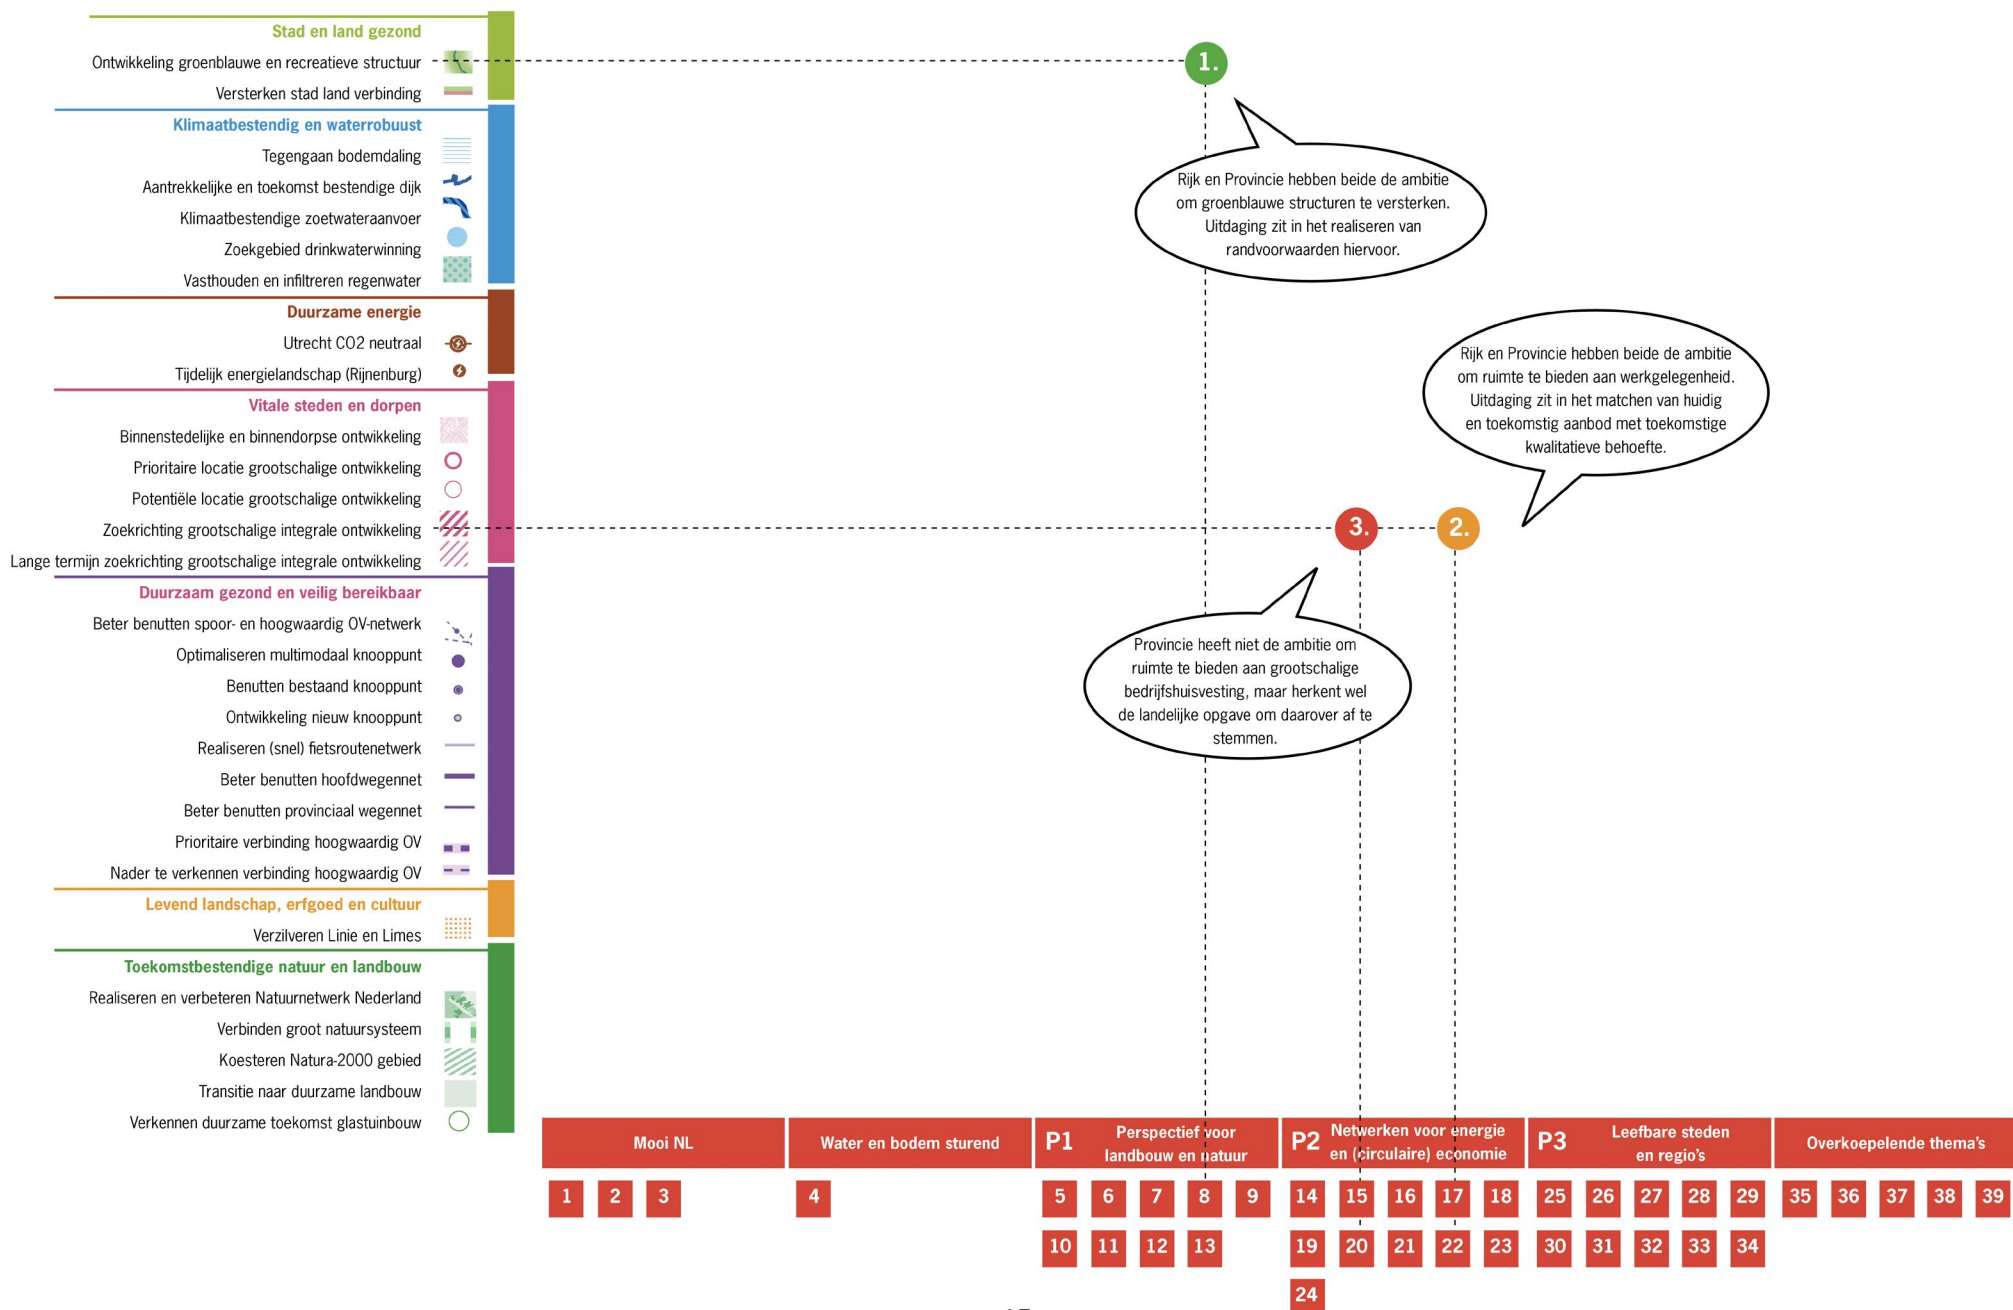 Stad en land gezond
Ontwikkeling groenblauwe en recreatieve structuur
Versterken stad land verbinding
Klimaatbestendig en waterrobuust
Tegengaan bodemdaling
Aantrekkelijke en toekomst bestendige dijk
Klimaatbestendige zoetwateraanvoer
Zoekgebied drinkwaterwinning
Vasthouden en infiltreren regenwater
Duurzame energie
Utrecht CO2 neutraal
Tijdelijk energielandschap (Rijnenburg)
Vitale steden en dorpen
Binnenstedelijke en binnendorpse ontwikkeling
Prioritaire locatie grootschalige ontwikkeling
Potentiële locatie grootschalige ontwikkeling
Zoekrichting grootschalige integrale ontwikkeling
Lange termijn zoekrichting grootschalige integrale ontwikkeling
Duurzaam gezond en veilig bereikbaar
Beter benutten spoor- en hoogwaardig OV-netwerk
Optimaliseren multimodaal knooppunt
Benutten bestaand knooppunt
Ontwikkeling nieuw knooppunt
Realiseren (snel) fietsroutenetwerk
Beter benutten hoofdwegennet
Beter benutten provinciaal wegennet
Prioritaire verbinding hoogwaardig OV
Nader te verkennen verbinding hoogwaardig OV
Levend landschap, erfgoed en cultuur
Verzilveren Linie en Limes
Toekomstbestendige natuur en landbouw
Realiseren en verbeteren Natuurnetwerk Nederland
Verbinden groot natuursysteem
Koesteren Natura-2000 gebied
Transitie naar duurzame landbouw
Verkennen duurzame toekomst glastuinbouw
1.
Rijk en Provincie hebben beide de ambitie
om groenblauwe structuren te versterken.
Uitdaging zit in het realiseren van
randvoorwaarden hiervoor.
Rijk en Provincie hebben beide de ambitie
om ruimte te bieden aan werkgelegenheid.
Uitdaging zit in het matchen van huidig
en toekomstig aanbod met toekomstige
kwalitatieve behoefte.
3. 2.
Provincie heeft niet de ambitie om
ruimte te bieden aan grootschalige
bedrijfshuisvesting, maar herkent wel
de landelijke opgave om daarover af te
stemmen.
Mooi NL
1 2 3
Water en bodem sturend
4
P1 Perspectief voor
landbouw en natuur
5 6 7 8 9
10 11 12 13
P2 Netwerken voor energie
en (circulaire) economie
14 15 16 17 18
19 20 21 22 23
24
P3 Leefbare steden
en regio's
25 26 27 28 29
30 31 32 33 34
Overkoepelende thema's
35 36 37 38 39